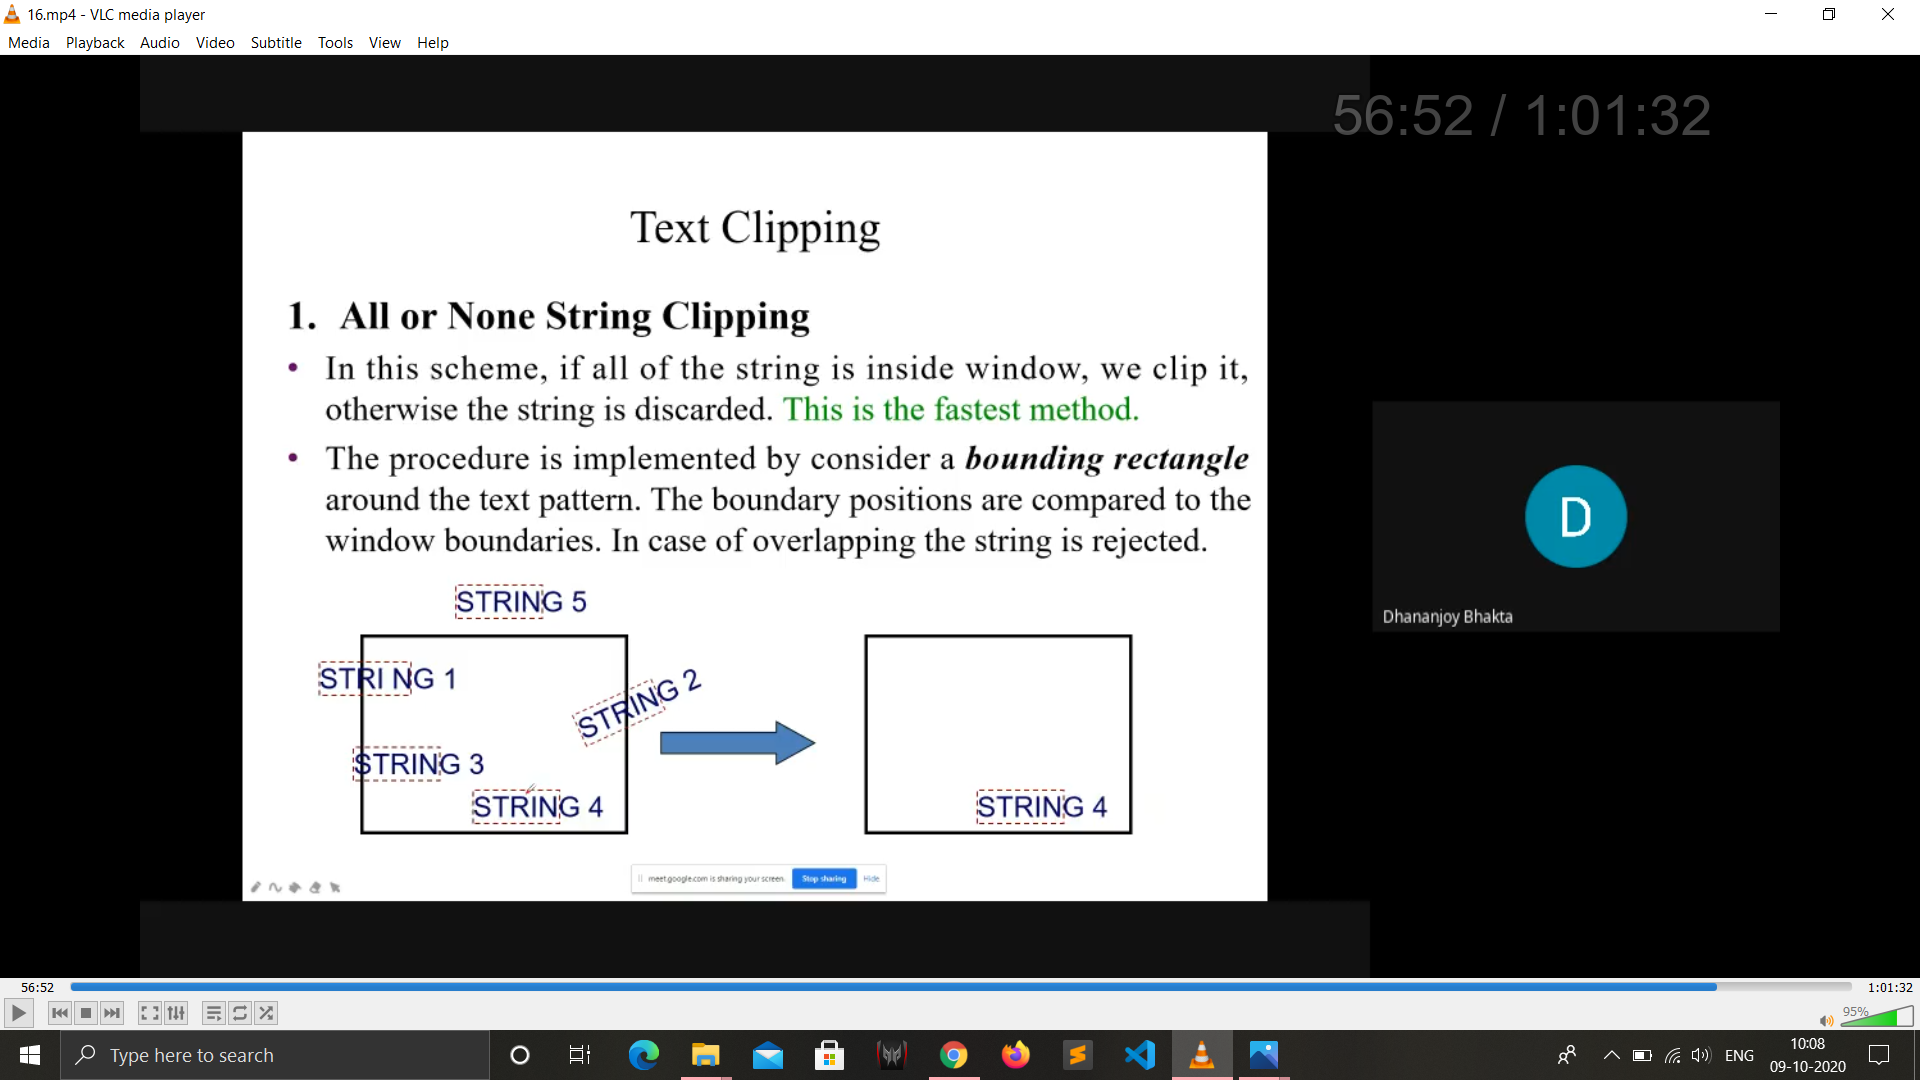 16.mp4 - VLC media player
Media Playback Audio Video Subtitle Tools View Help
56:52 / 1:01:32
Text Clipping
1. All or None String Clipping
• In this scheme, if all of the string is inside window, we clip it,
otherwise the string is discarded. This is the fastest method.
• The procedure is implemented by consider a bounding rectangle
around the text pattern. The boundary positions are compared to the
window boundaries. In case of overlapping the string is rejected.
STRING 5
STRI NG 1
STRING 2
STRING 3
STRING 4
STRING 4
meet.google.com is sharing your screen. Stop sharing Hide
D
Dhananjoy Bhakta
56:52
1:01:32
95%
Type here to search
ENG
10:08
09-10-2020